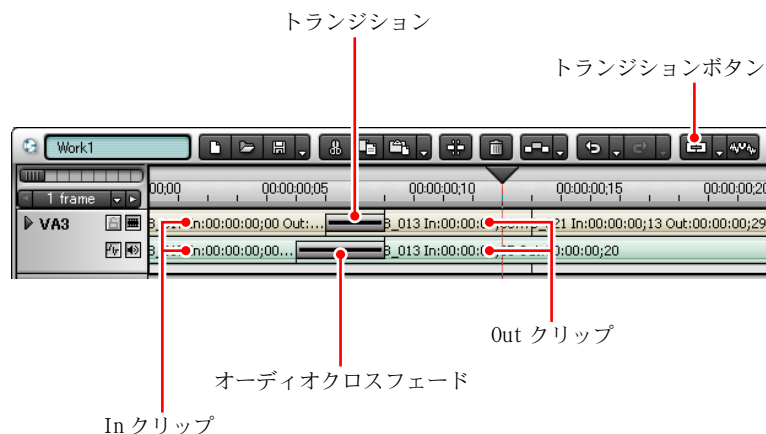 トランジション
トランジションボタン
Work1
1 frame
00;00 00:00:00;05 00:00:00;10 00:00:00;15 00:00:00;20
VA3
n:00:00:00;00 Out:... B_013 In:00:00: 21 In:00:00:00;13 Out:00:00:00;29
n:00:00:00;00... B_013 In:00:00: 0:00:00;20
Out クリップ
オーディオクロスフェード
In クリップ